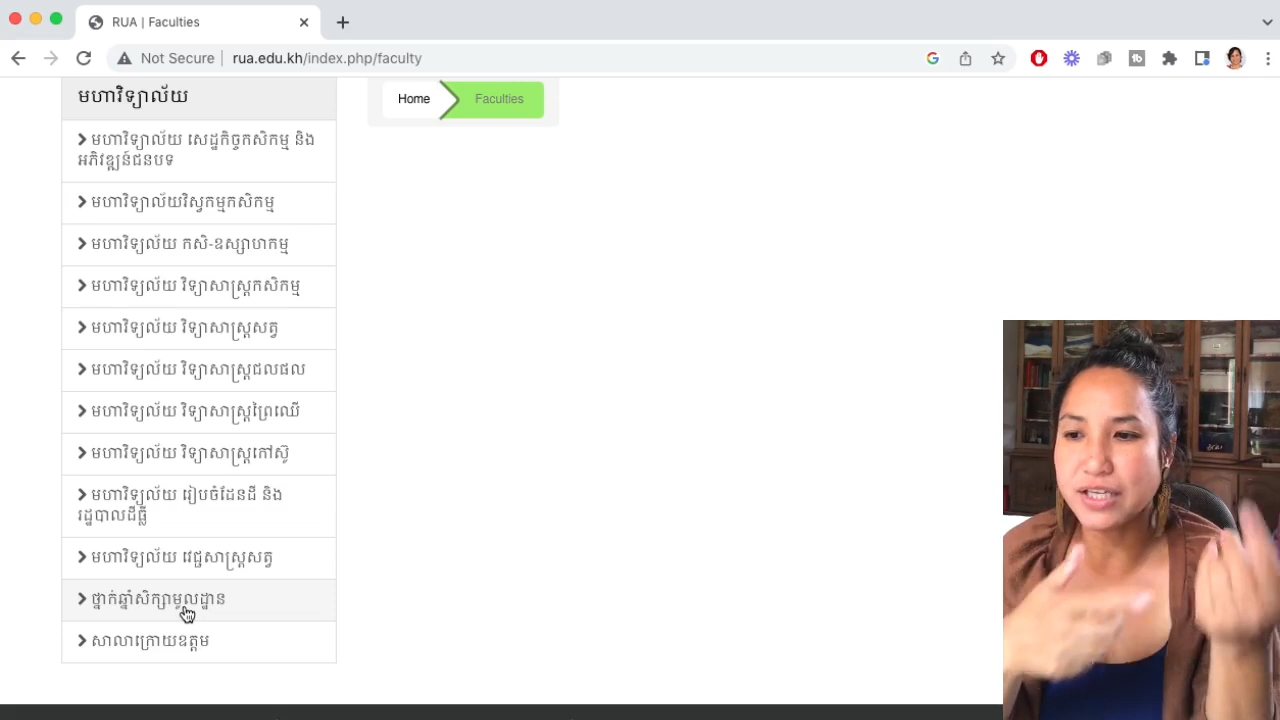 RUA | Faculties
Not Secure
rua.edu.kh/index.php/faculty
មហាវិទ្យាល័យ
Home
Faculties
មហាវិទ្យាល័យ សេដ្ឋកិច្ចកសិកម្ម និង
អភិវឌ្ឍន៍ជនបទ
មហាវិទ្យាល័យវិស្វកម្មកសិកម្ម
មហាវិទ្យល័យ កសិ-ឧស្សាហកម្ម
មហាវិទ្យល័យ វិទ្យាសាស្ត្រកសិកម្ម
មហាវិទ្យល័យ វិទ្យាសាស្ត្រសត្វ
មហាវិទ្យល័យ វិទ្យាសាស្ត្រជលផល
មហាវិទ្យល័យ វិទ្យាសាស្ត្រព្រៃឈើ
មហាវិទ្យល័យ វិទ្យាសាស្ត្រកៅស៊ូ
មហាវិទ្យល័យ រៀបចំដែនដី និង
រដ្ឋបាលដីធ្លី
មហាវិទ្យល័យ វេជ្ជសាស្ត្រសត្វ
ថ្នាក់ឆ្នាំសិក្សាមូលដ្ឋាន
សាលាក្រោយឧត្តម